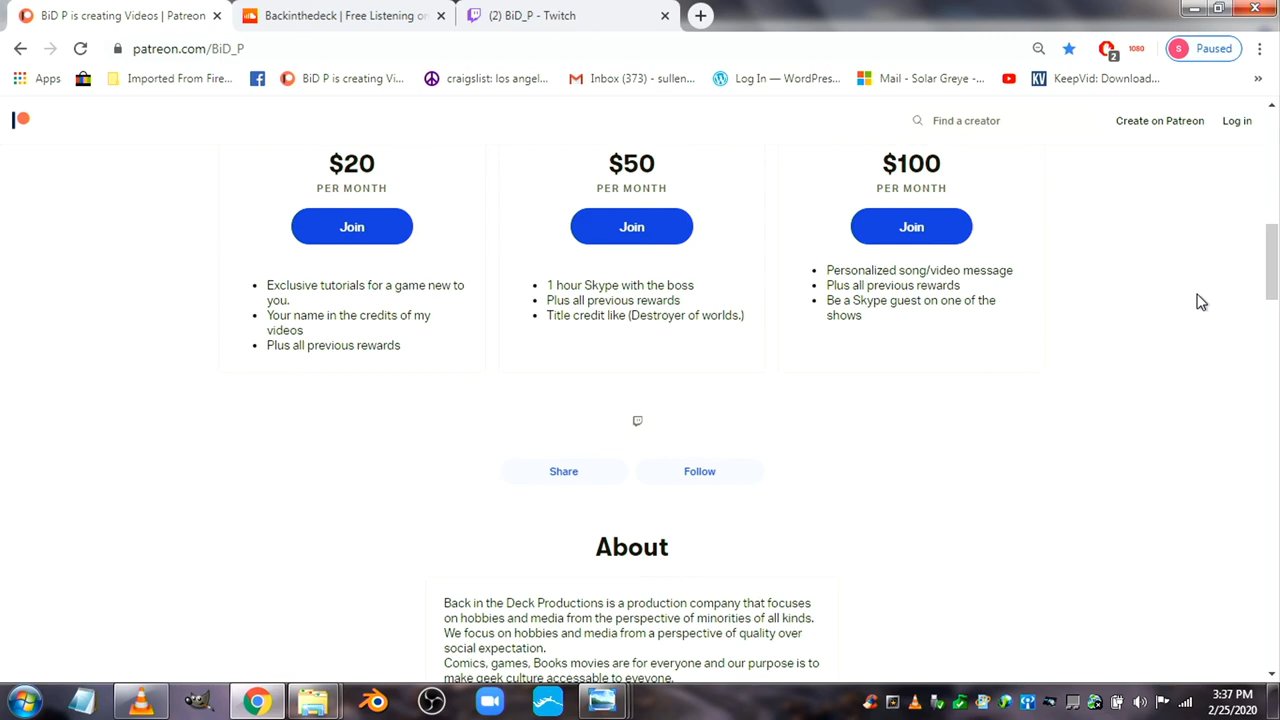 BiD P is creating Videos | Patreon
Backinthedeck | Free Listening on
(2) BiD_P - Twitch
patreon.com/BiD_P
2
1080
S
Paused
Apps
Imported From Fire...
BiD P is creating Vi...
craigslist: los angel...
Inbox (373) - sullen...
Log In — WordPres...
Mail - Solar Greye -...
KV
KeepVid: Download...
»
Find a creator
Create on Patreon
Log in
$20
PER MONTH
Join
• Exclusive tutorials for a game new to
you.
• Your name in the credits of my
videos
• Plus all previous rewards
$50
PER MONTH
Join
• 1 hour Skype with the boss
• Plus all previous rewards
• Title credit like (Destroyer of worlds.)
$100
PER MONTH
Join
• Personalized song/video message
• Plus all previous rewards
• Be a Skype guest on one of the
shows
Share
Follow
About
Back in the Deck Productions is a production company that focuses
on hobbies and media from the perspective of minorities of all kinds.
We focus on hobbies and media from a perspective of quality over
social expectation.
Comics, games, Books movies are for everyone and our purpose is to
make geek culture accessable to eveyone.
3:37 PM
2/25/2020